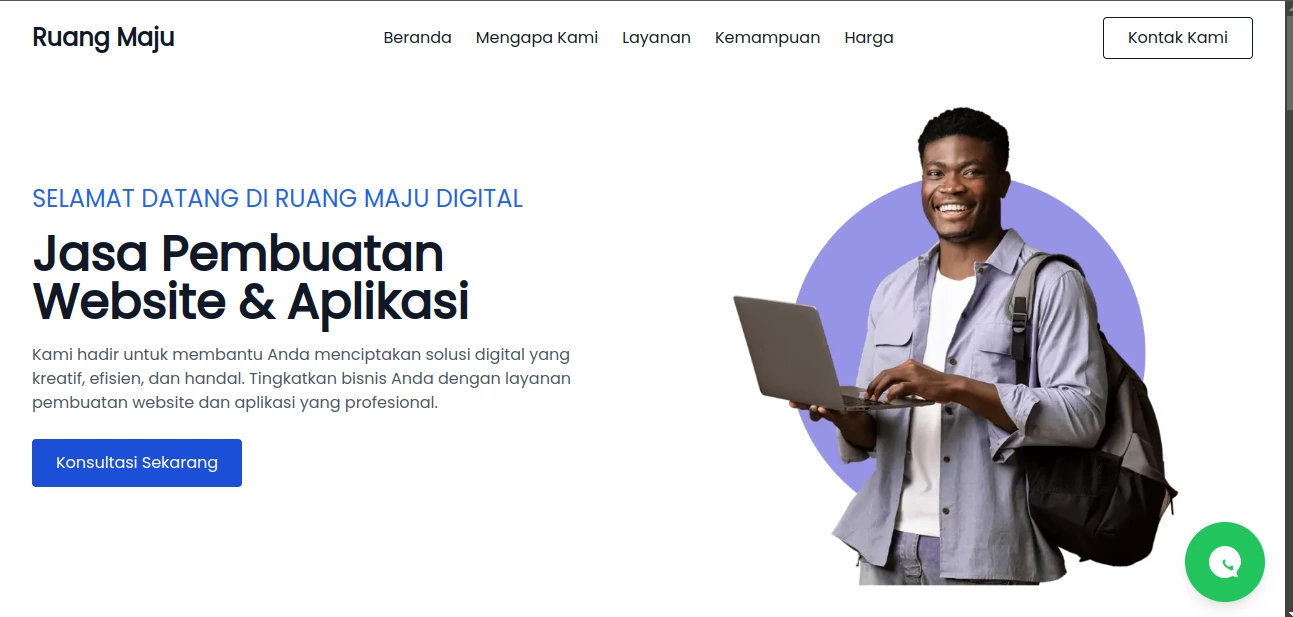 Ruang Maju
Beranda
Mengapa Kami
Layanan
Kemampuan
Harga
Kontak Kami
SELAMAT DATANG DI RUANG MAJU DIGITAL
Jasa Pembuatan
Website & Aplikasi
Kami hadir untuk membantu Anda menciptakan solusi digital yang
kreatif, efisien, dan handal. Tingkatkan bisnis Anda dengan layanan
pembuatan website dan aplikasi yang profesional.
Konsultasi Sekarang